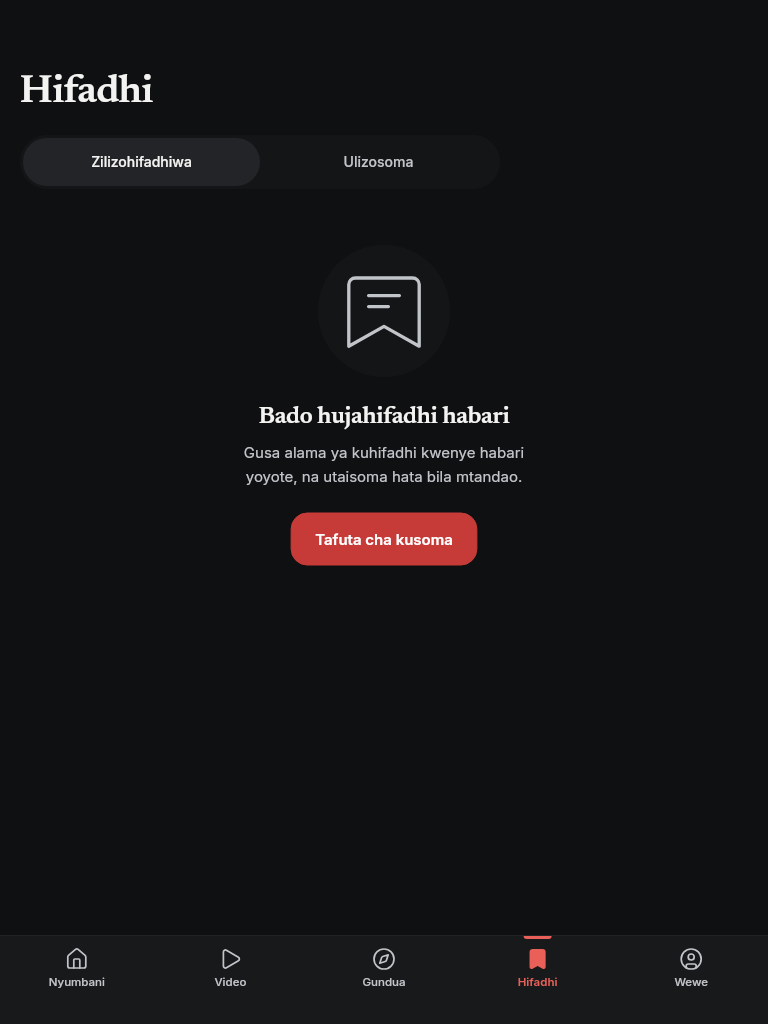 Hifadhi
Zilizohifadhiwa
Ulizosoma
Bado hujahifadhi habari
Gusa alama ya kuhifadhi kwenye habari
yoyote, na utaisoma hata bila mtandao.
Tafuta cha kusoma
Nyumbani
Video
Gundua
Hifadhi
Wewe